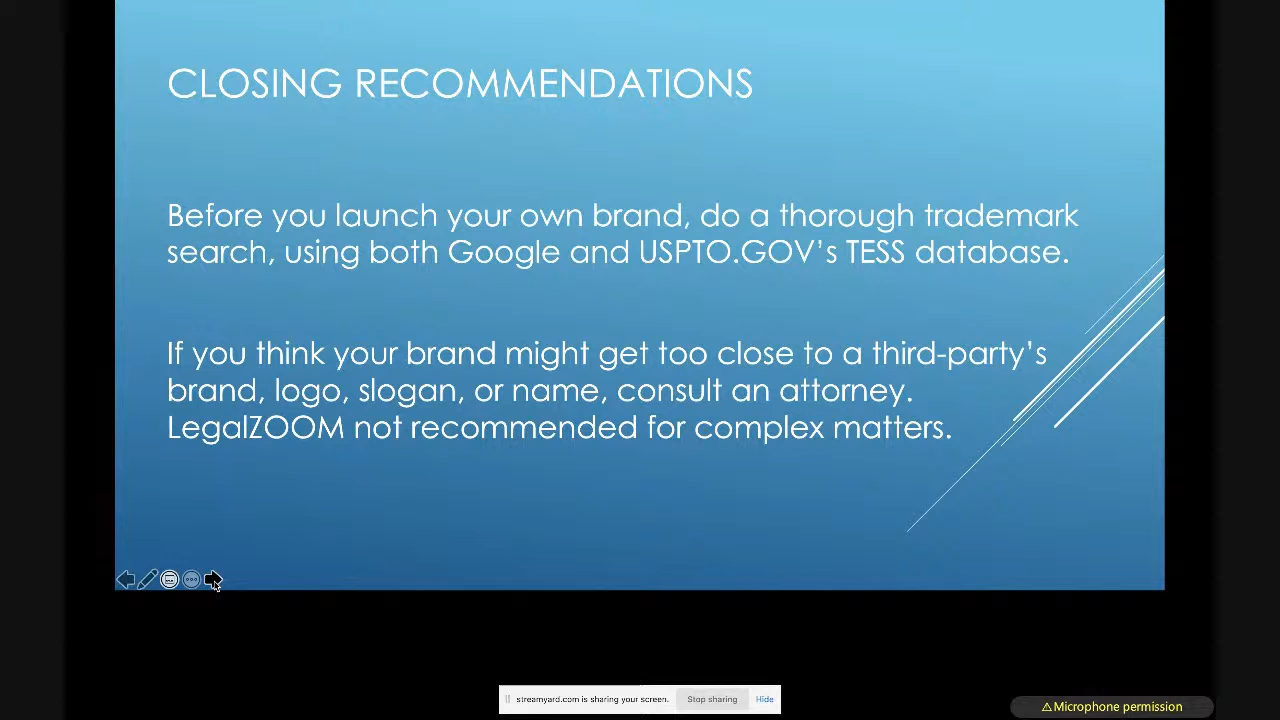 CLOSING RECOMMENDATIONS
Before you launch your own brand, do a thorough trademark
search, using both Google and USPTO.GOV’s TESS database.
If you think your brand might get too close to a third-party’s
brand, logo, slogan, or name, consult an attorney.
LegalZOOM not recommended for complex matters.
streamyard.com is sharing your screen. Stop sharing Hide
⚠Microphone permission